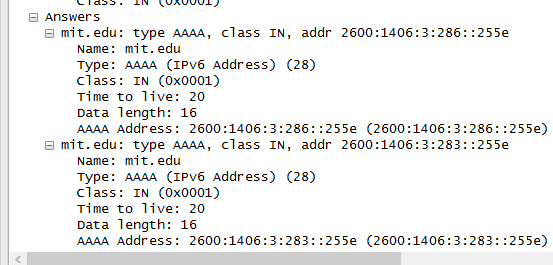 Class: IN (0x0001)
Answers
mit.edu: type AAAA, class IN, addr 2600:1406:3:286::255e
Name: mit.edu
Type: AAAA (IPv6 Address) (28)
Class: IN (0x0001)
Time to live: 20
Data length: 16
AAAA Address: 2600:1406:3:286::255e (2600:1406:3:286::255e)
mit.edu: type AAAA, class IN, addr 2600:1406:3:283::255e
Name: mit.edu
Type: AAAA (IPv6 Address) (28)
Class: IN (0x0001)
Time to live: 20
Data length: 16
AAAA Address: 2600:1406:3:283::255e (2600:1406:3:283::255e)